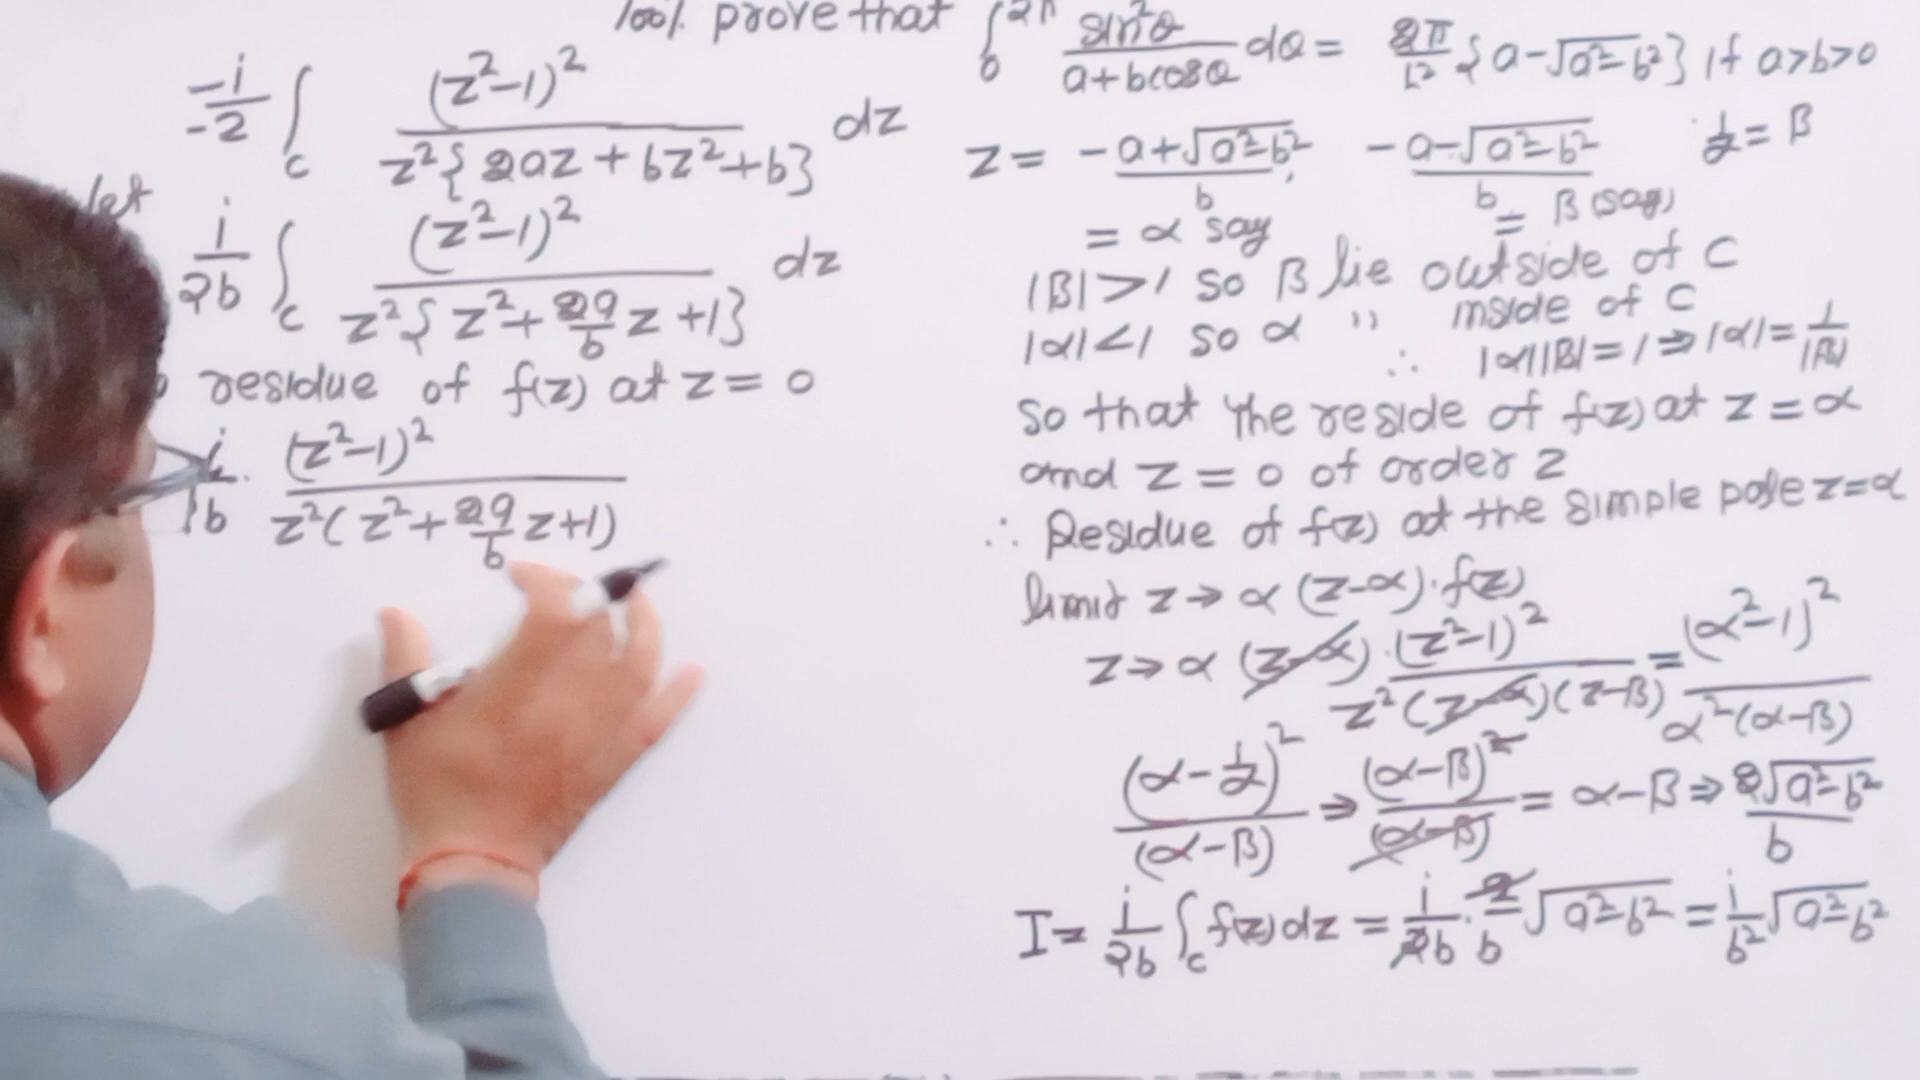 100% prove that ∫₀^2π sin²θ / a+bcosθ dθ = 2π/b² {a-√a²-b²} if a>b>0
-i/-2 ∫c (z²-1)² / z²{2az + bz²+b} dz
let
i/2b ∫c (z²-1)² / z²{z²+ 2a/b z +1} dz
residue of f(z) at z = 0
i/b . (z²-1)² / z²(z²+ 2a/b z+1)
z = -a+√a²-b² / b , -a-√a²-b² / b 1/α = β
= α say = β (say)
|β|>1 so β lie outside of C
|α|<1 so α " inside of C
∴ |α||β|=1⇒|α|= 1/|β|
so that the reside of f(z) at z = α
and z = 0 of order 2
∴ Residue of f(z) at the simple pole z=α
limit z→α (z-α).f(z)
z→α (z-α).(z²-1)² / z²(z-α)(z-β) = (α²-1)² / α²(α-β)
(α-1/α)² / (α-β) ⇒ (α-β)² / (α-β) = α-β ⇒ 2√a²-b² / b
I = i/2b ∫c f(z)dz = i/2b . 2/b √a²-b² = i/b² √a²-b²